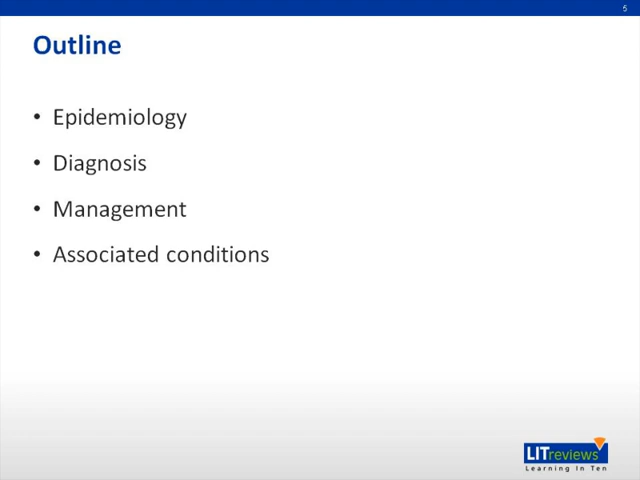 5
Outline
• Epidemiology
• Diagnosis
• Management
• Associated conditions
LITreviews
Learning In Ten